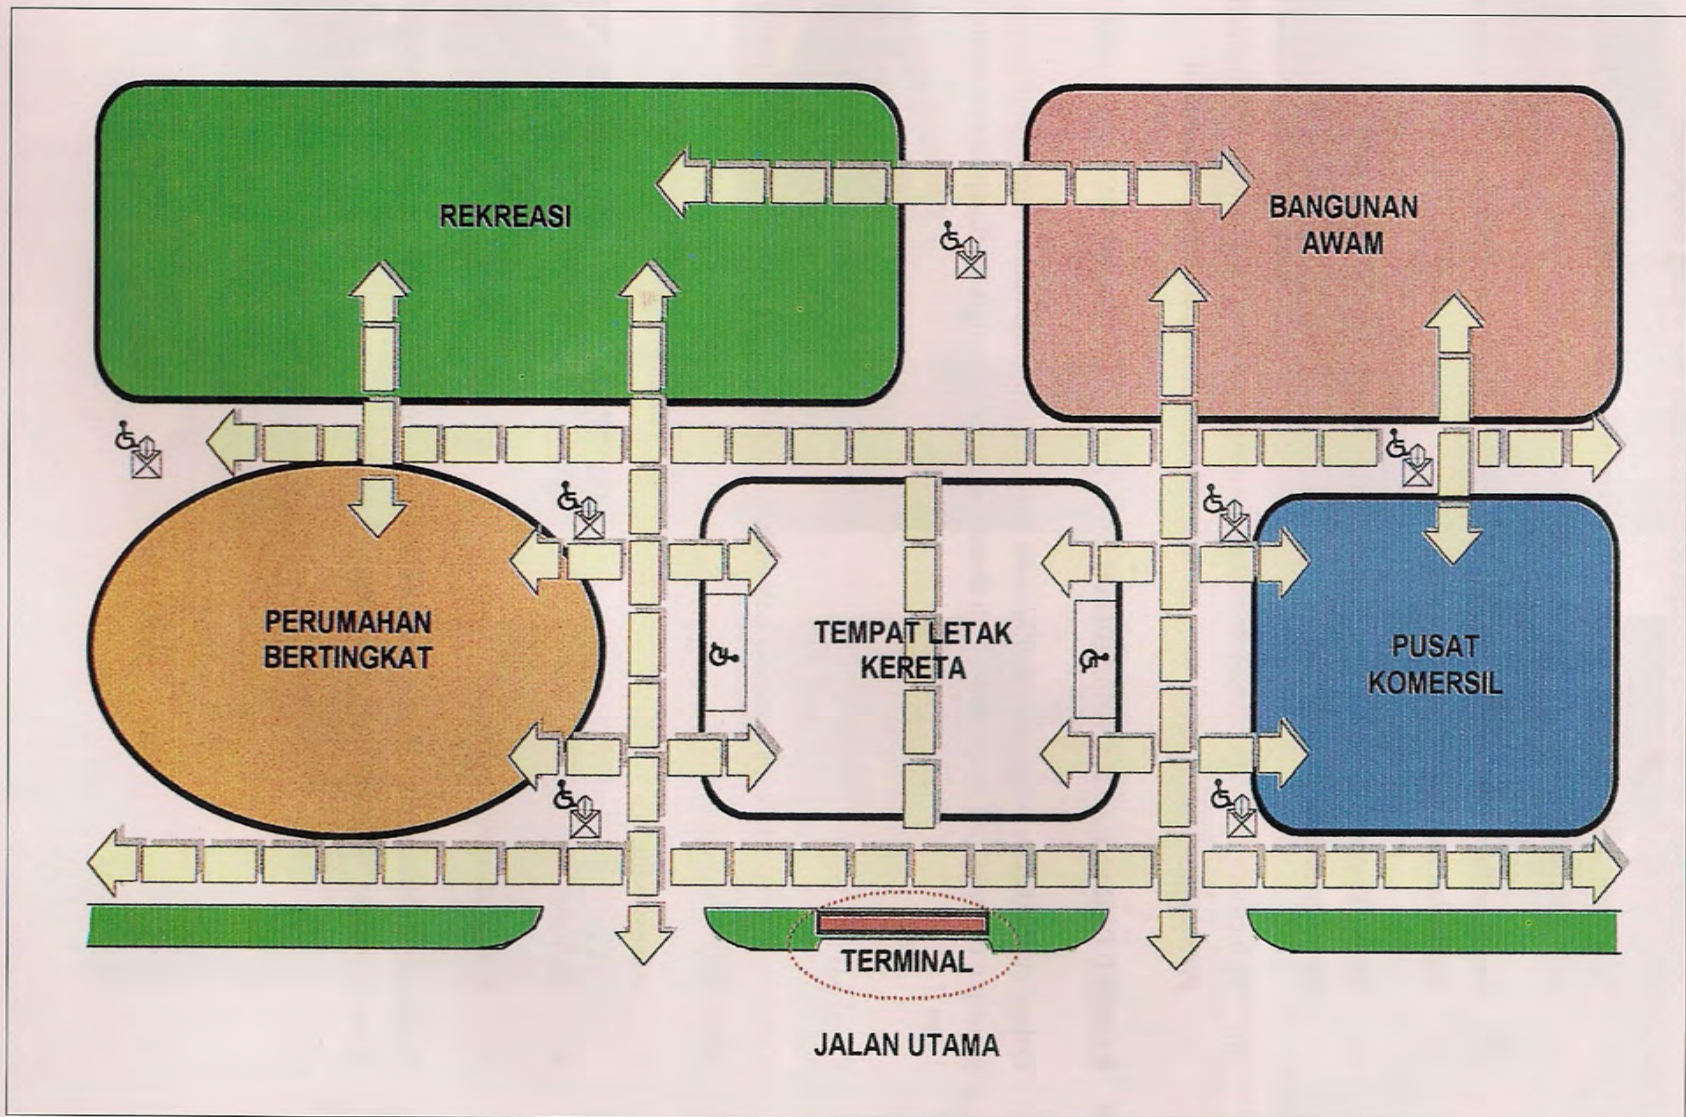 REKREASI
BANGUNAN
AWAM
PERUMAHAN
BERTINGKAT
TEMPAT LETAK
KERETA
PUSAT
KOMERSIL
TERMINAL
JALAN UTAMA